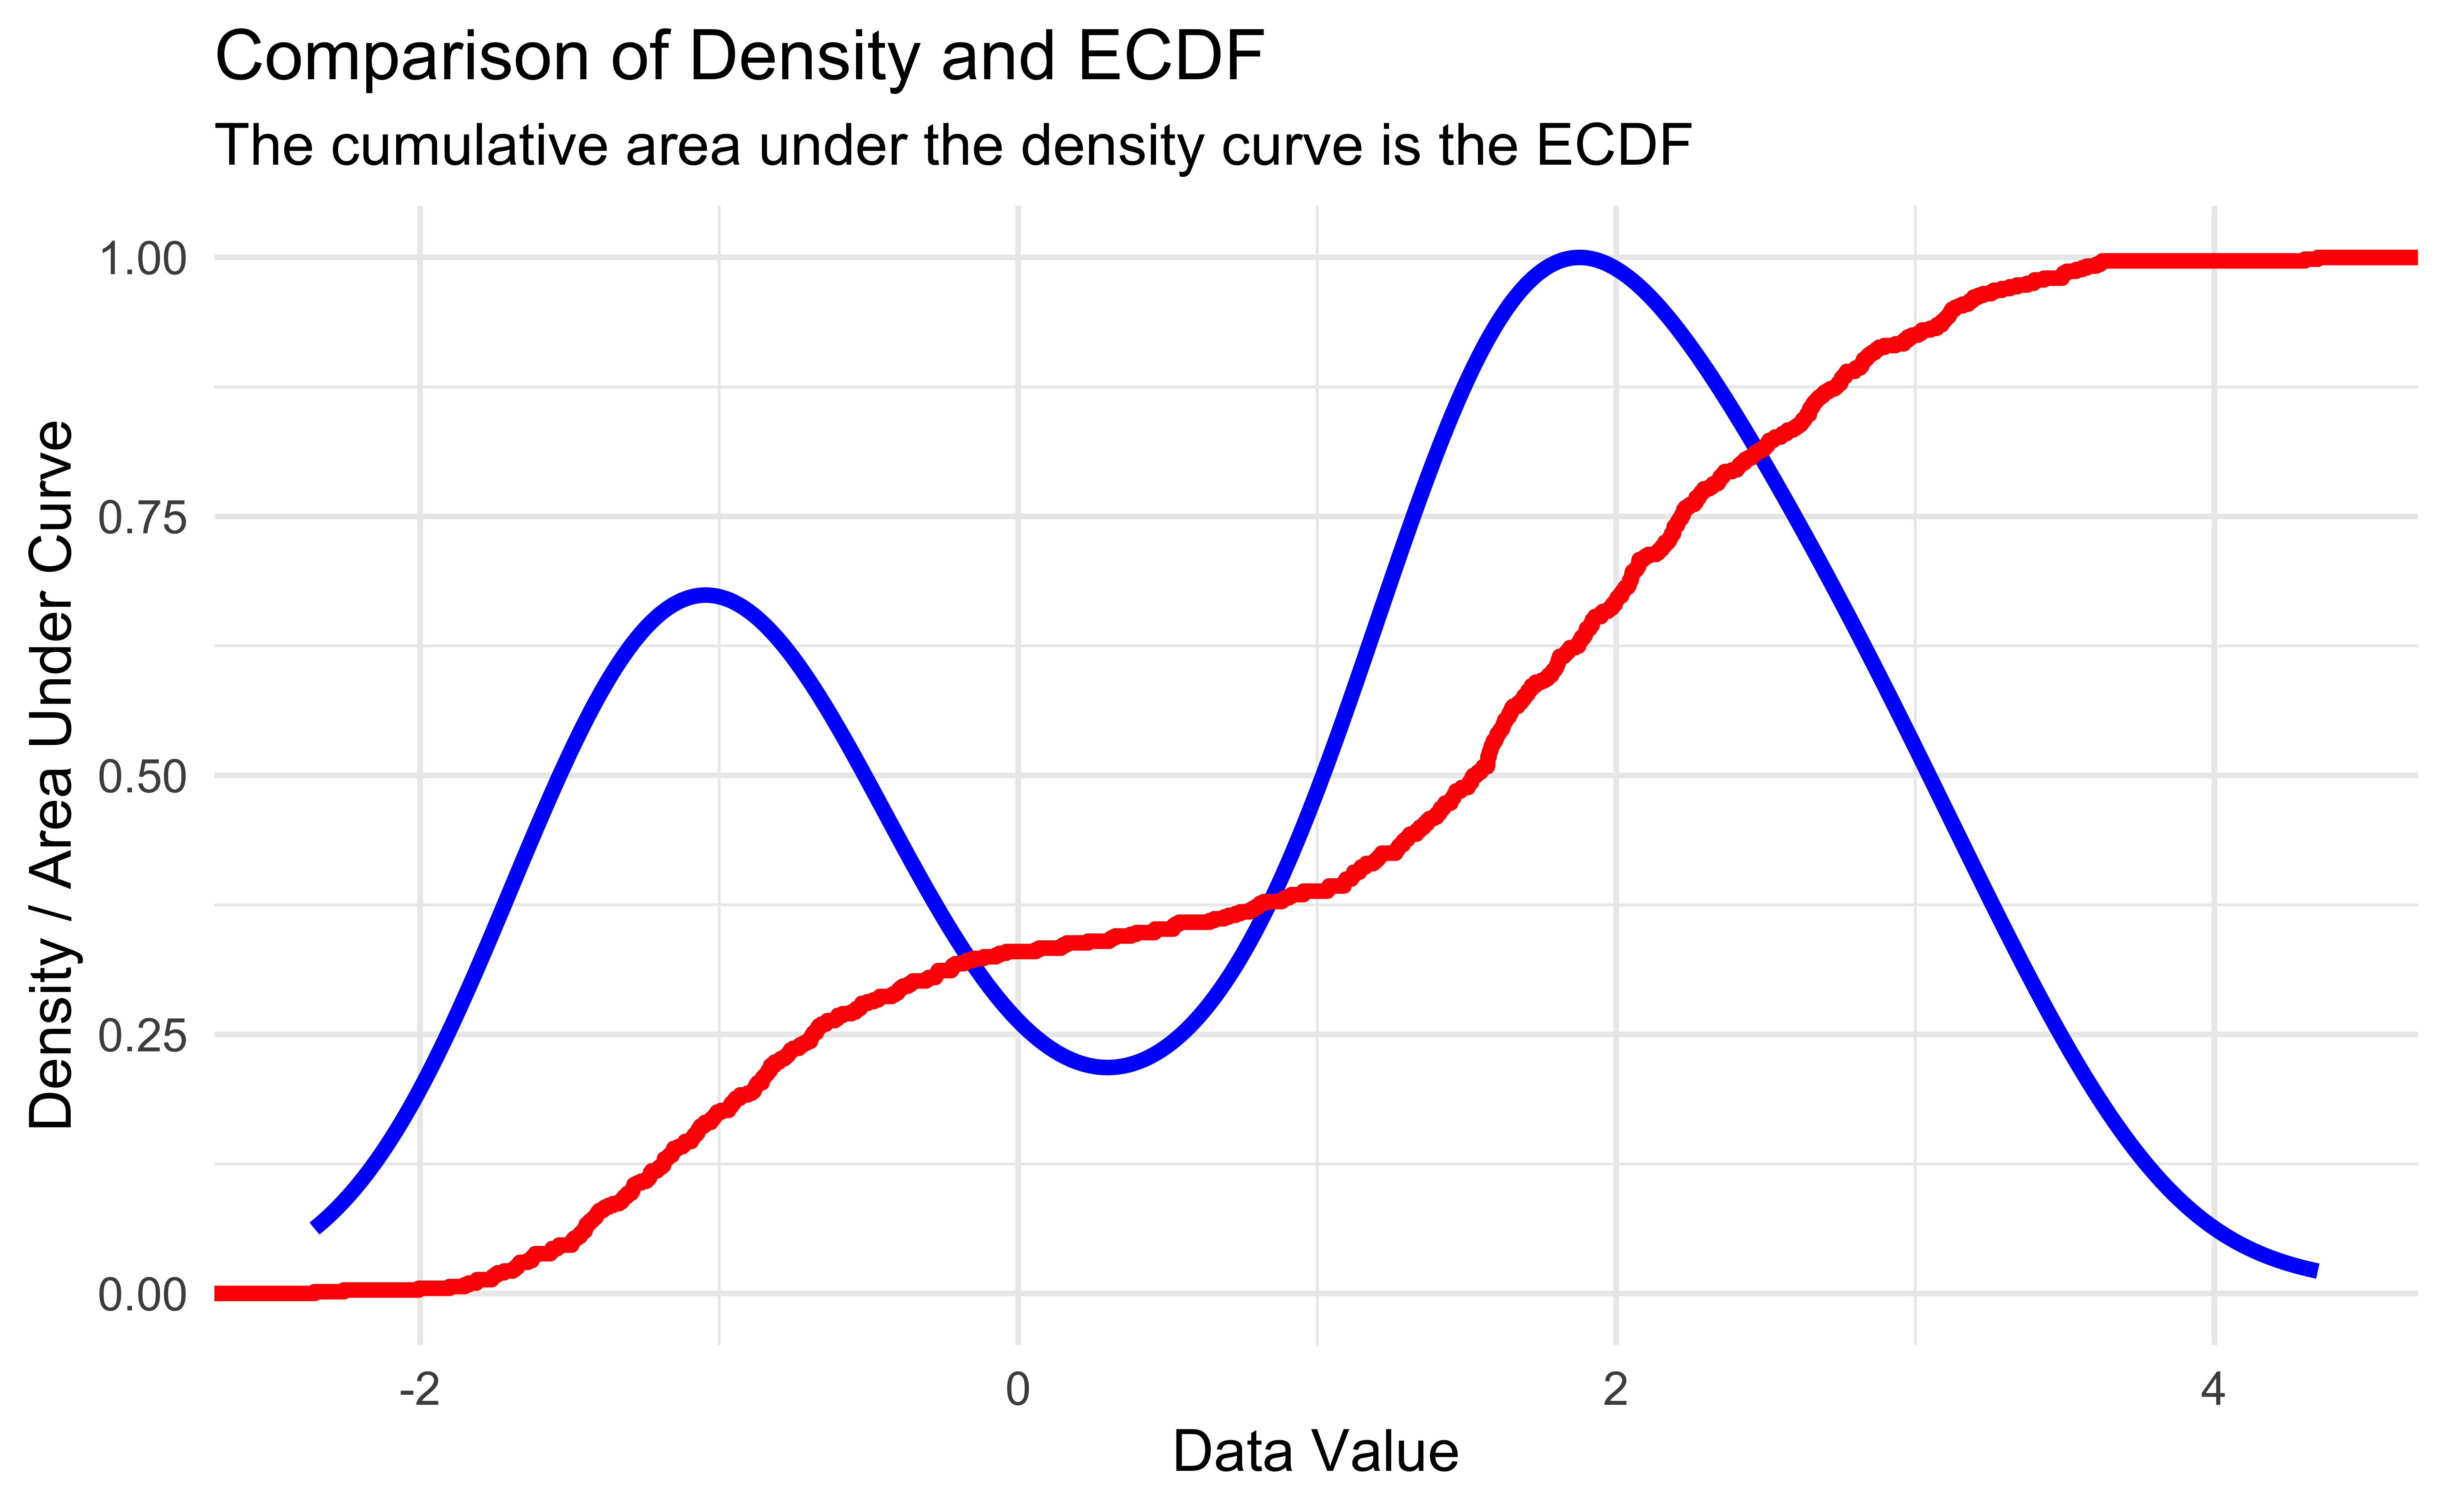 Comparison of Density and ECDF
The cumulative area under the density curve is the ECDF
Density / Area Under Curve
1.00
0.75
0.50
0.25
0.00
-2
0
2
4
Data Value